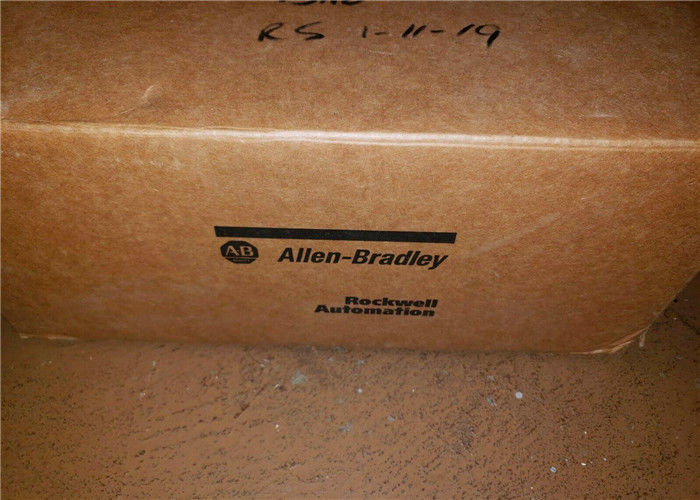 RS 1-11-19
AB
Allen-Bradley
Rockwell
Automation